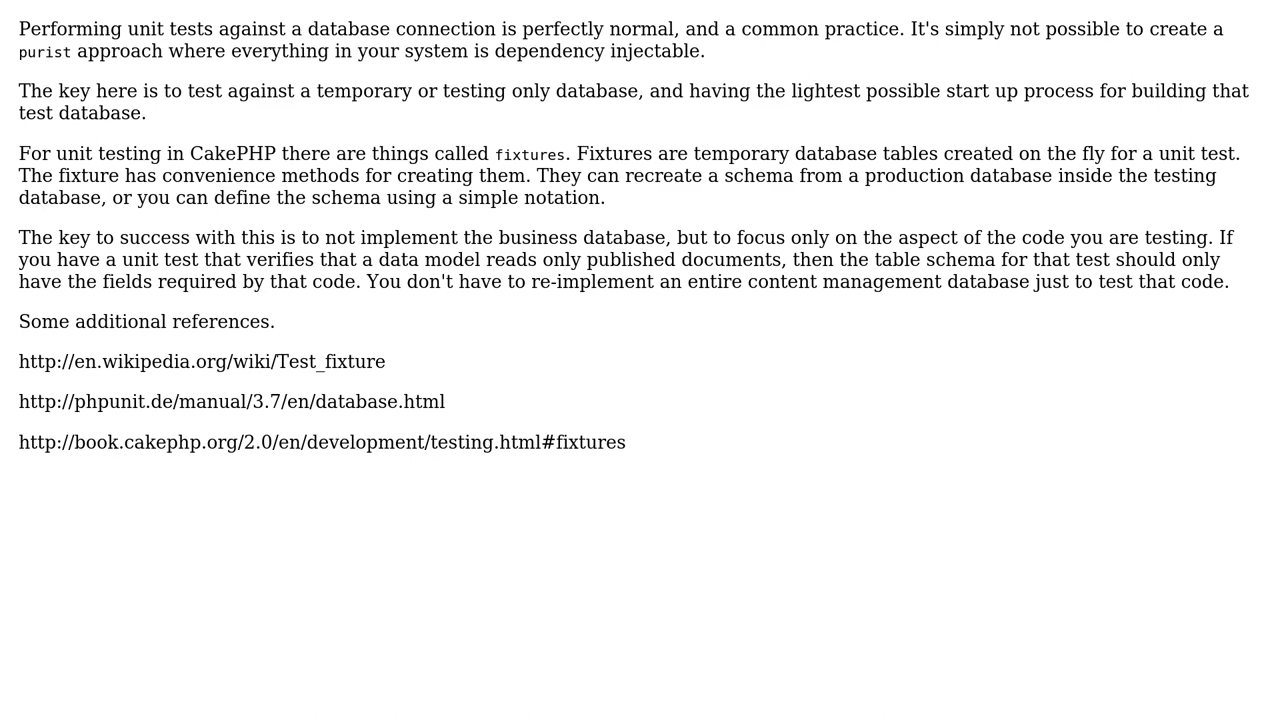 Performing unit tests against a database connection is perfectly normal, and a common practice. It's simply not possible to create a
purist approach where everything in your system is dependency injectable.
The key here is to test against a temporary or testing only database, and having the lightest possible start up process for building that
test database.
For unit testing in CakePHP there are things called fixtures. Fixtures are temporary database tables created on the fly for a unit test.
The fixture has convenience methods for creating them. They can recreate a schema from a production database inside the testing
database, or you can define the schema using a simple notation.
The key to success with this is to not implement the business database, but to focus only on the aspect of the code you are testing. If
you have a unit test that verifies that a data model reads only published documents, then the table schema for that test should only
have the fields required by that code. You don't have to re-implement an entire content management database just to test that code.
Some additional references.
http://en.wikipedia.org/wiki/Test_fixture
http://phpunit.de/manual/3.7/en/database.html
http://book.cakephp.org/2.0/en/development/testing.html#fixtures